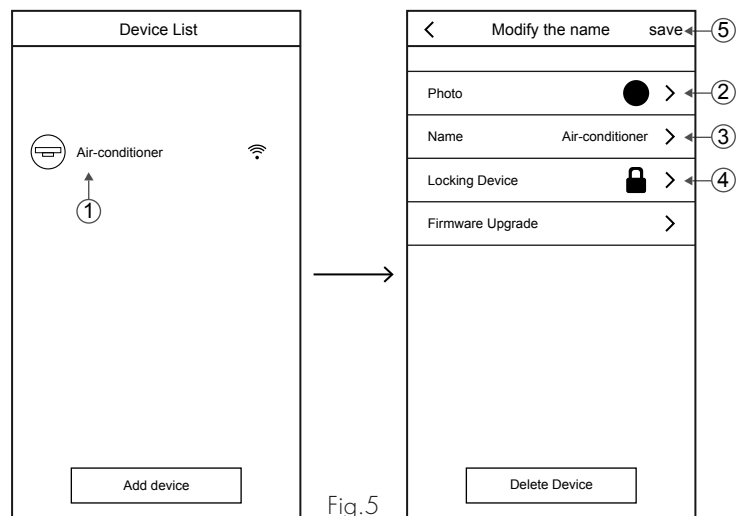 Device List
Air-conditioner
①
Add device
Fig.5
Modify the name save ⑤
Photo ②
Name Air-conditioner ③
Locking Device ④
Firmware Upgrade
Delete Device